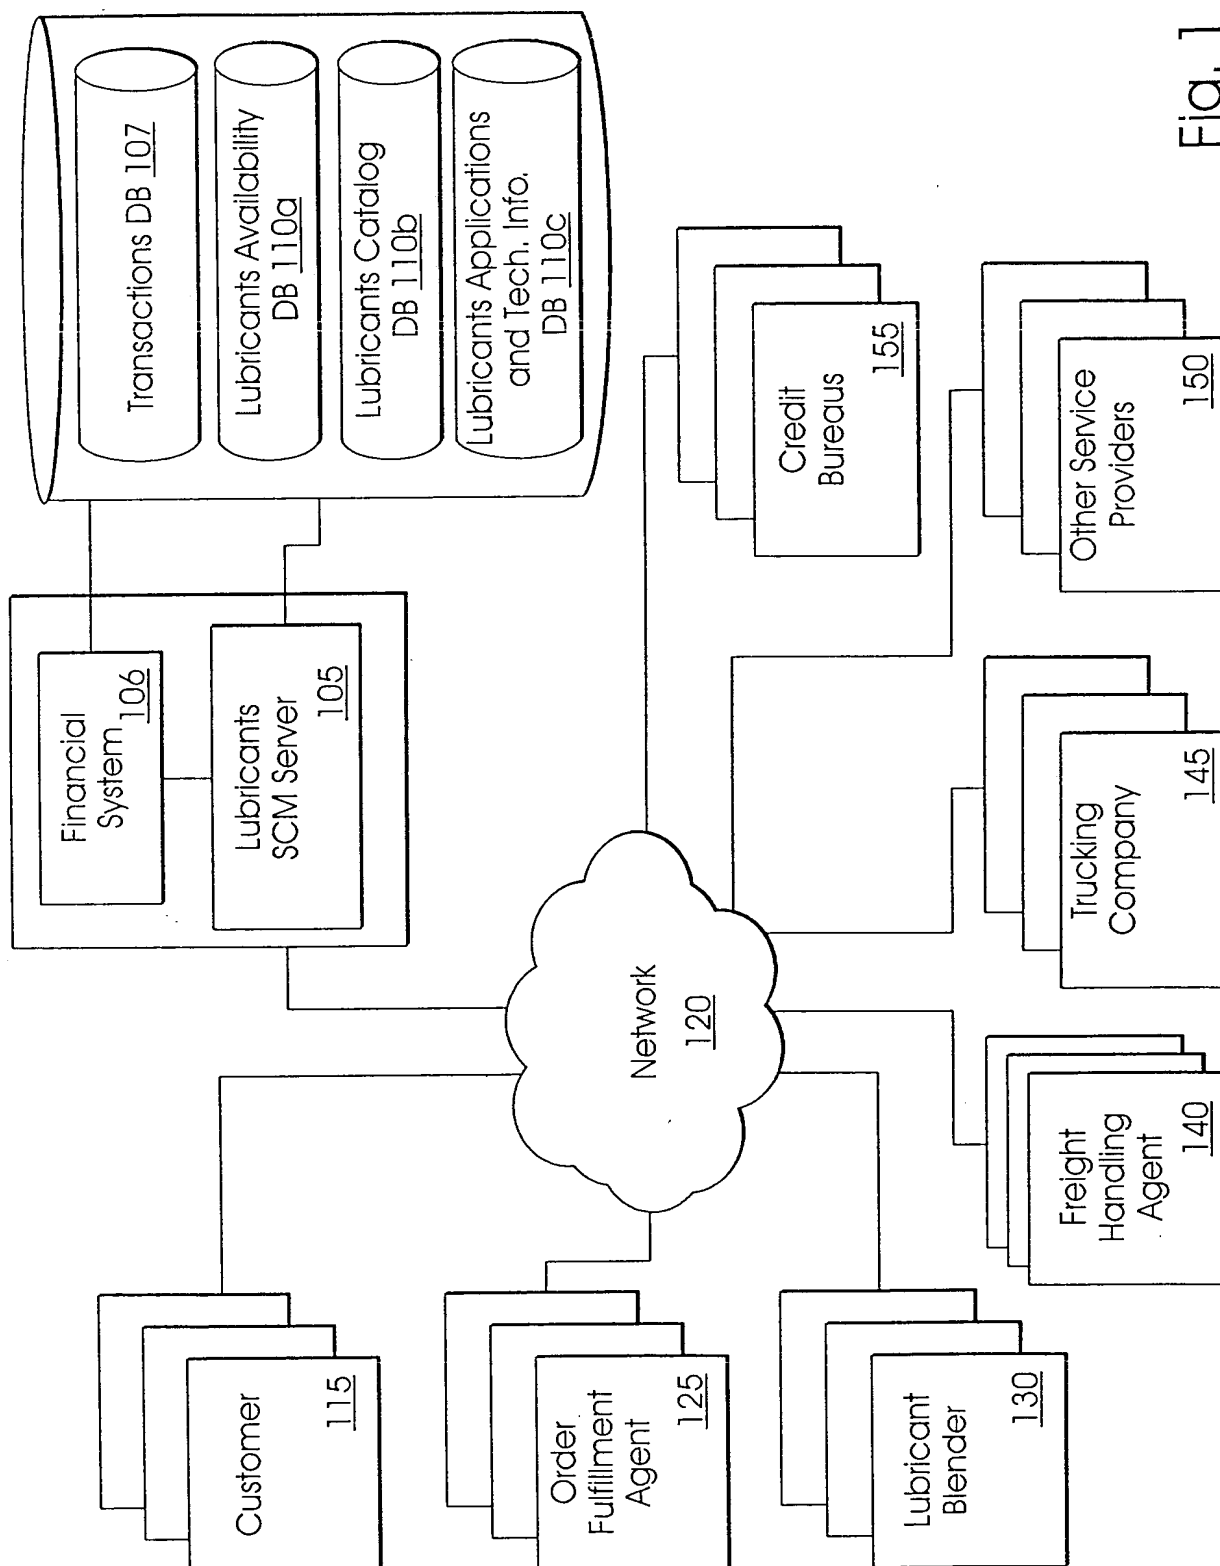 Transactions DB 107
Lubricants Availability
DB 110a
Lubricants Catalog
DB 110b
Lubricants Applications
and Tech. Info.
DB 110c
Financial
System 106
Lubricants
SCM Server 105
Customer
115
Order
Fulfillment
Agent
125
Lubricant
Blender
130
Network
120
Freight
Handling
Agent
140
Trucking
Company
145
Other Service
Providers
150
Credit
Bureaus
155
Fig. 1